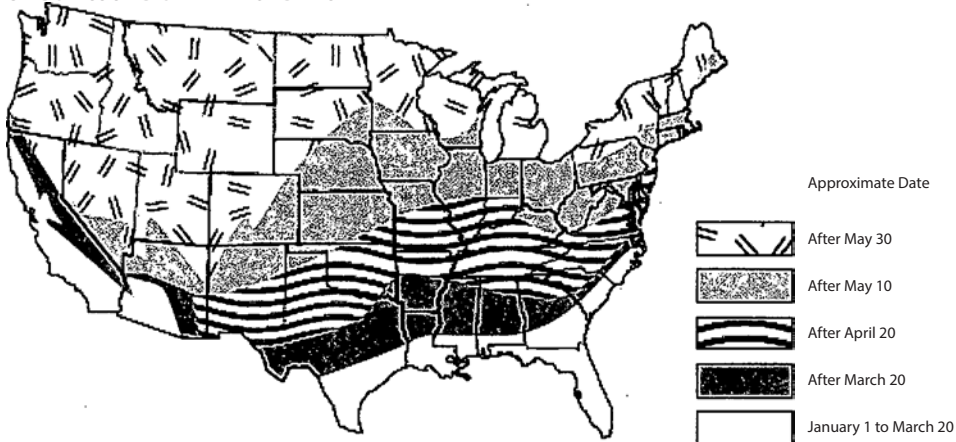 Approximate Date
After May 30
After May 10
After April 20
After March 20
January 1 to March 20